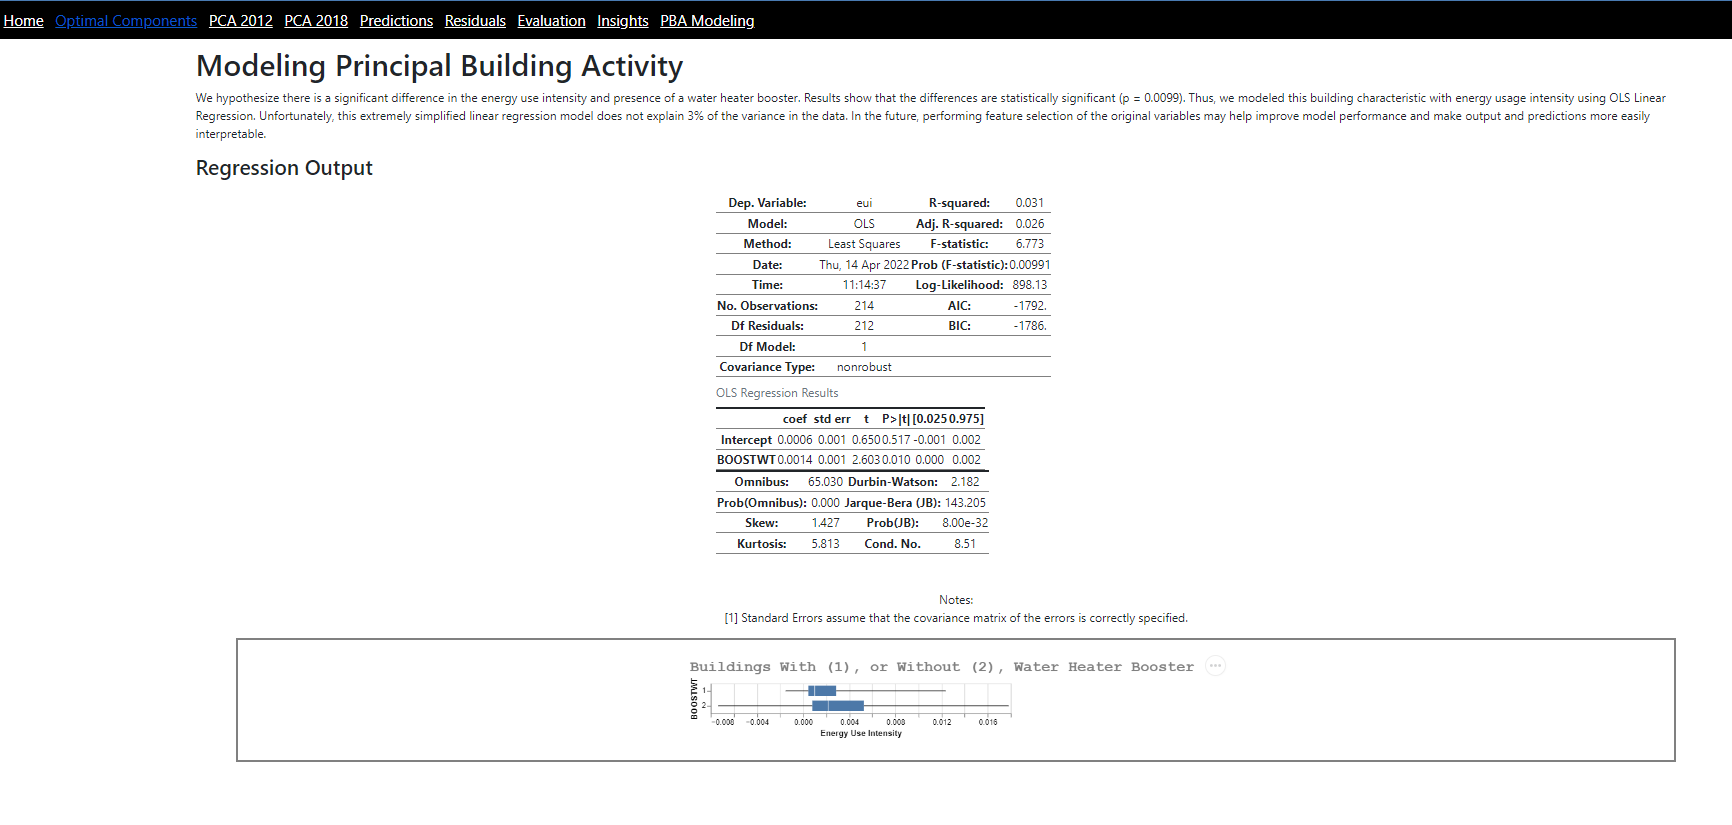 Home Optimal Components PCA 2012 PCA 2018 Predictions Residuals Evaluation Insights PBA Modeling
Modeling Principal Building Activity
We hypothesize there is a significant difference in the energy use intensity and presence of a water heater booster. Results show that the differences are statistically significant (p = 0.0099). Thus, we modeled this building characteristic with energy usage intensity using OLS Linear
Regression. Unfortunately, this extremely simplified linear regression model does not explain 3% of the variance in the data. In the future, performing feature selection of the original variables may help improve model performance and make output and predictions more easily
interpretable.
Regression Output
Dep. Variable: eui R-squared: 0.031
Model: OLS Adj. R-squared: 0.026
Method: Least Squares F-statistic: 6.773
Date: Thu, 14 Apr 2022 Prob (F-statistic): 0.00991
Time: 11:14:37 Log-Likelihood: 898.13
No. Observations: 214 AIC: -1792.
Df Residuals: 212 BIC: -1786.
Df Model: 1
Covariance Type: nonrobust
OLS Regression Results
coef std err t P>|t| [0.025 0.975]
Intercept 0.0006 0.001 0.650 0.517 -0.001 0.002
BOOSTWT 0.0014 0.001 2.603 0.010 0.000 0.002
Omnibus: 65.030 Durbin-Watson: 2.182
Prob(Omnibus): 0.000 Jarque-Bera (JB): 143.205
Skew: 1.427 Prob(JB): 8.00e-32
Kurtosis: 5.813 Cond. No. 8.51
Notes:
[1] Standard Errors assume that the covariance matrix of the errors is correctly specified.
Buildings With (1), or Without (2), Water Heater Booster
BOOSTWT
1
2
-0.008 -0.004 0.000 0.004 0.008 0.012 0.016
Energy Use Intensity